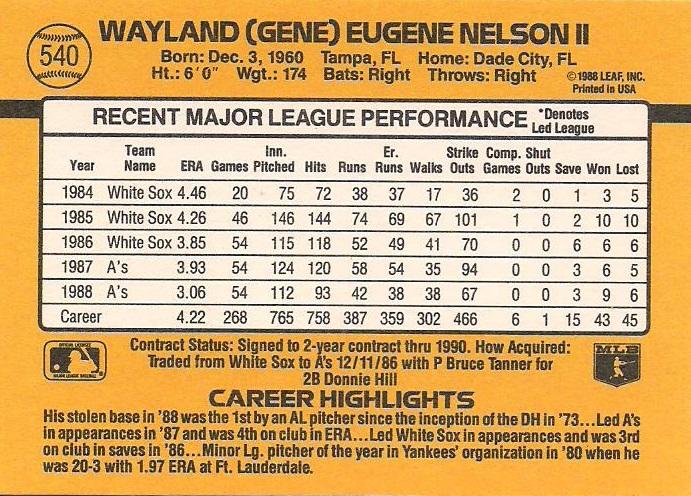 540
WAYLAND (GENE) EUGENE NELSON II
Born: Dec. 3, 1960 Tampa, FL Home: Dade City, FL
Ht.: 6´0˝ Wgt.: 174 Bats: Right Throws: Right
©1988 LEAF, INC.
Printed in USA
RECENT MAJOR LEAGUE PERFORMANCE *Denotes
Led League
Year Team Name ERA Games Inn. Pitched Hits Runs Er. Runs Walks Strike Outs Comp. Games Shut Outs Save Won Lost
1984 White Sox 4.46 20 75 72 38 37 17 36 2 0 1 3 5
1985 White Sox 4.26 46 146 144 74 69 67 101 1 0 2 10 10
1986 White Sox 3.85 54 115 118 52 49 41 70 0 0 6 6 6
1987 A's 3.93 54 124 120 58 54 35 94 0 0 3 6 5
1988 A's 3.06 54 112 93 42 38 38 67 0 0 3 9 6
Career 4.22 268 765 758 387 359 302 466 6 1 15 43 45
Contract Status: Signed to 2-year contract thru 1990. How Acquired:
Traded from White Sox to A's 12/11/86 with P Bruce Tanner for
2B Donnie Hill
MLB
CAREER HIGHLIGHTS
His stolen base in '88 was the 1st by an AL pitcher since the inception of the DH in '73...Led A's
in appearances in '87 and was 4th on club in ERA...Led White Sox in appearances and was 3rd
on club in saves in '86...Minor Lg. pitcher of the year in Yankees' organization in '80 when he
was 20-3 with 1.97 ERA at Ft. Lauderdale.